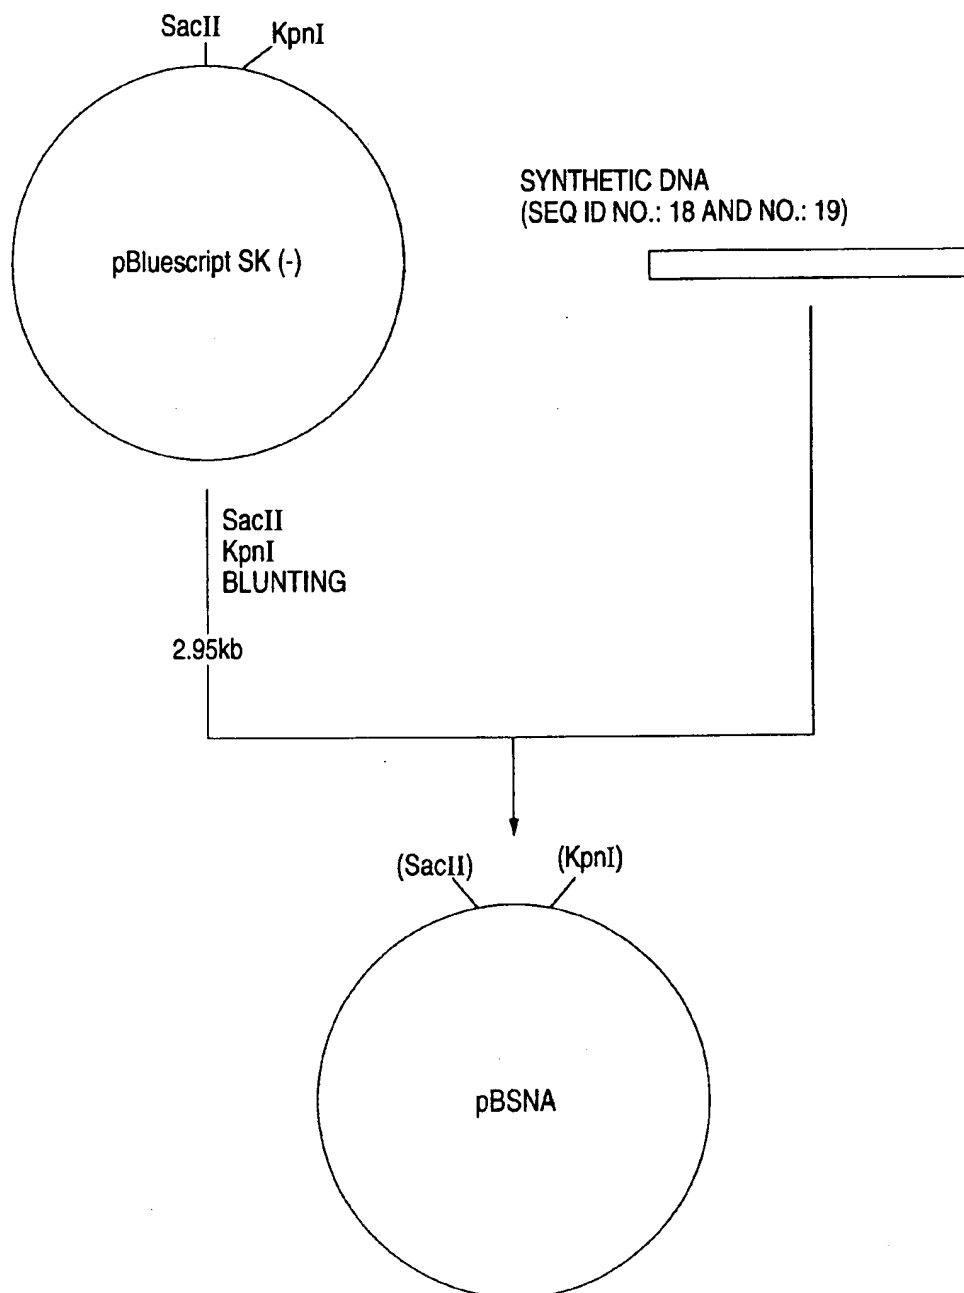 SacII
KpnI
SYNTHETIC DNA
(SEQ ID NO.: 18 AND NO.: 19)
pBluescript SK (-)
SacII
KpnI
BLUNTING
2.95kb
(SacII)
(KpnI)
pBSNA